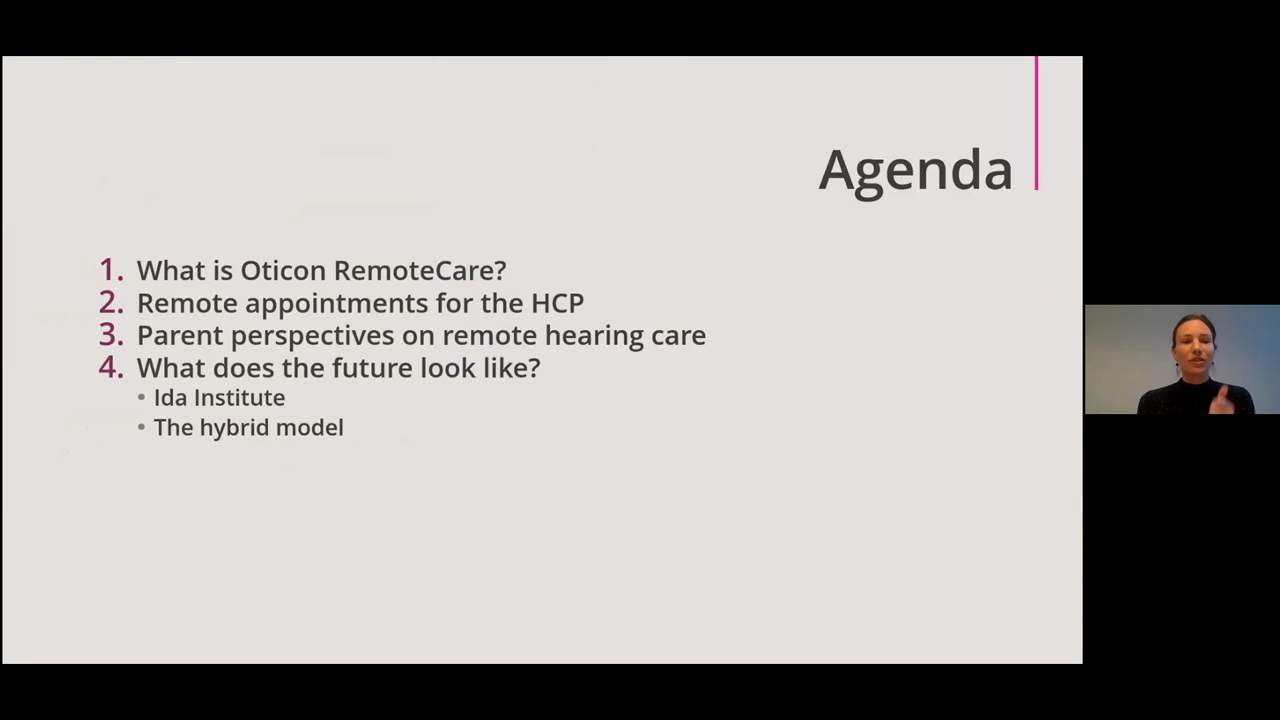 Agenda
1. What is Oticon RemoteCare?
2. Remote appointments for the HCP
3. Parent perspectives on remote hearing care
4. What does the future look like?
• Ida Institute
• The hybrid model